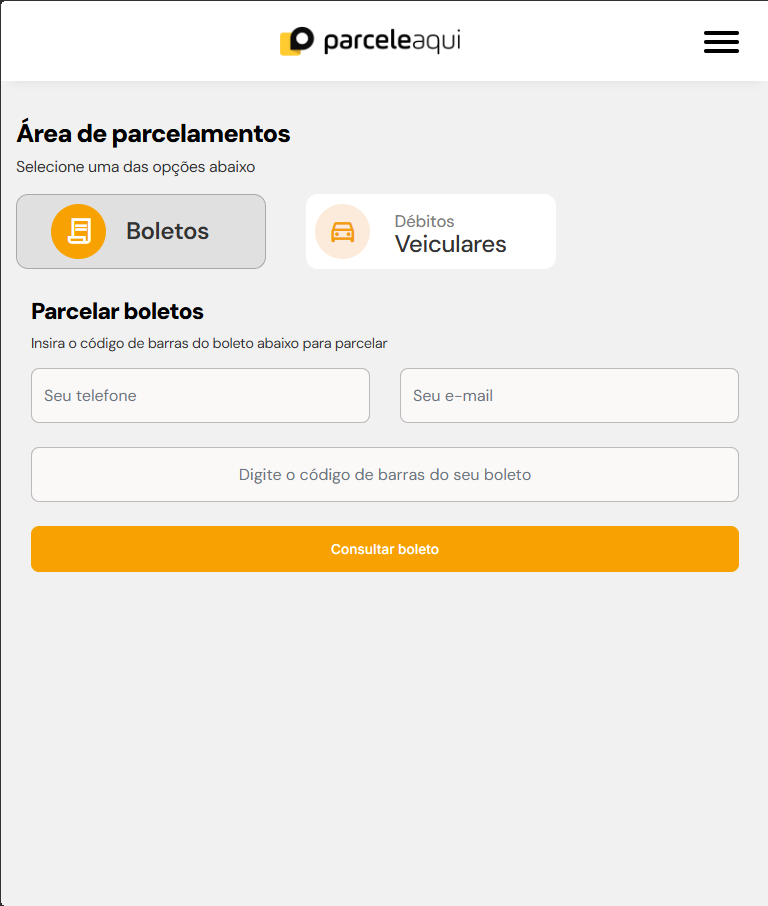 parceleaqui
Área de parcelamentos
Selecione uma das opções abaixo
Boletos
Débitos
Veiculares
Parcelar boletos
Insira o código de barras do boleto abaixo para parcelar
Seu telefone
Seu e-mail
Digite o código de barras do seu boleto
Consultar boleto